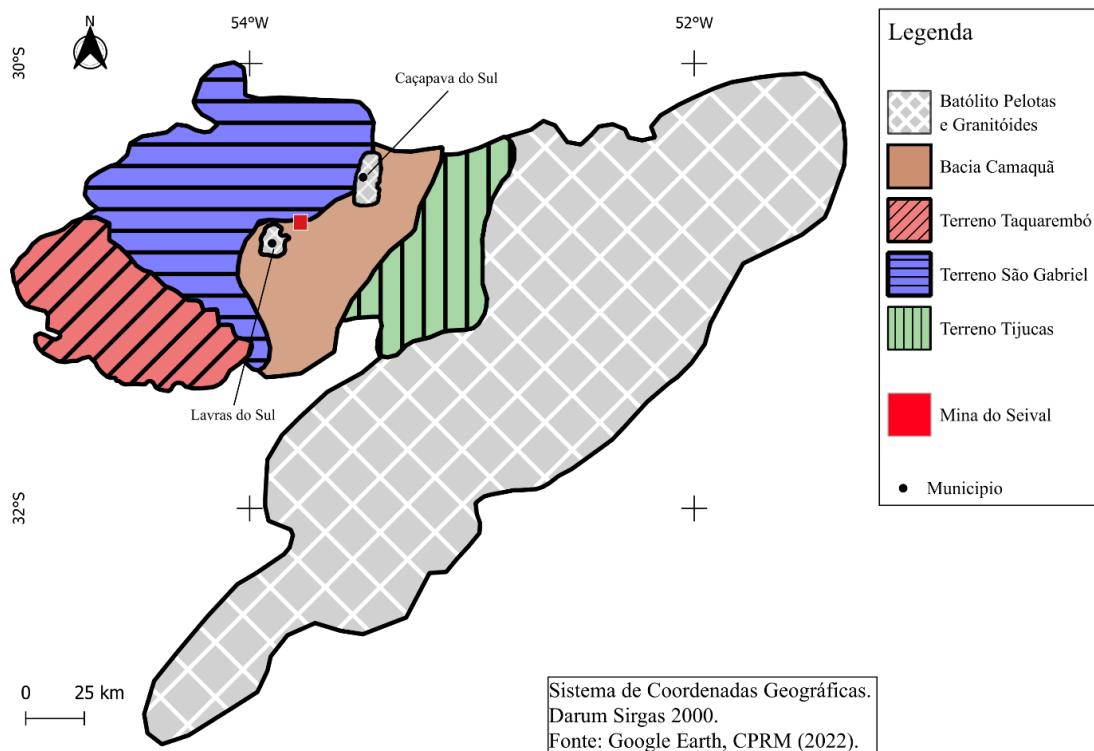 54°W
52°W
N
30°S
32°S
Caçapava do Sul
Lavras do Sul
0 25 km
Legenda
Batólito Pelotas
e Granitóides
Bacia Camaquã
Terreno Taquarembó
Terreno São Gabriel
Terreno Tijucas
Mina do Seival
Municipio
Sistema de Coordenadas Geográficas.
Darum Sirgas 2000.
Fonte: Google Earth, CPRM (2022).